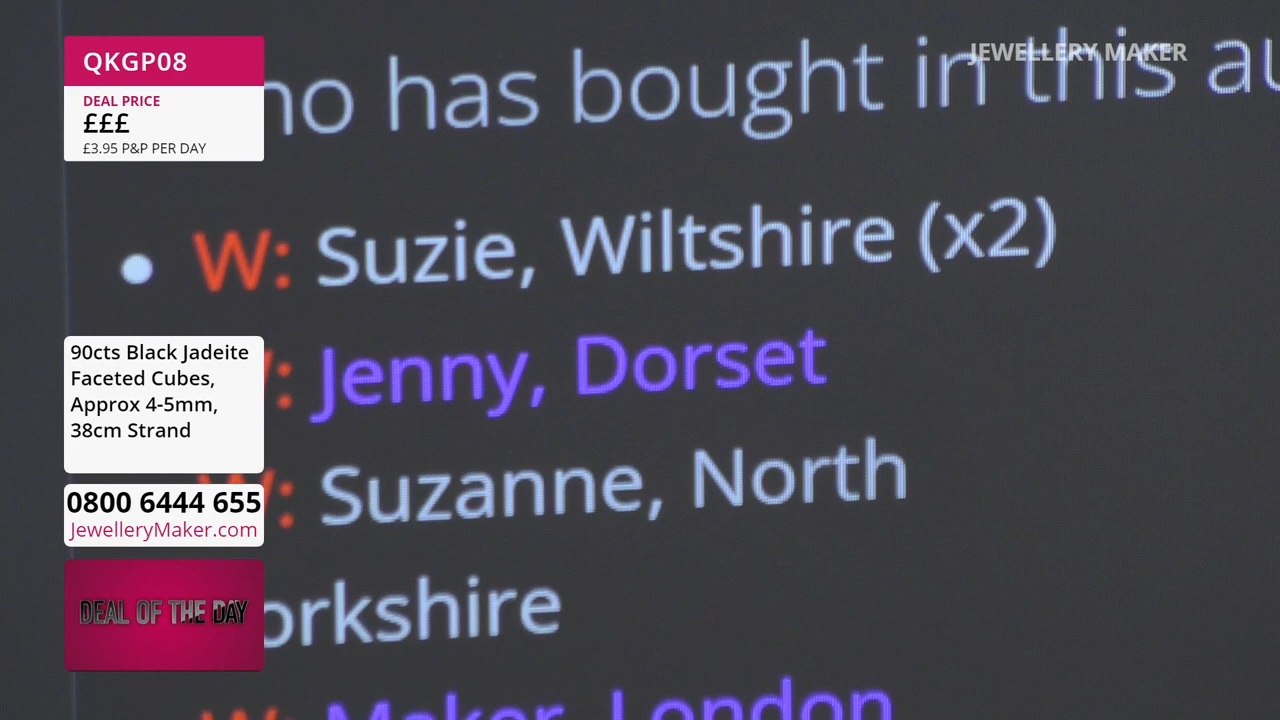 QKGP08
DEAL PRICE
£££
£3.95 P&P PER DAY
JEWELLERY MAKER
has bought in this
W: Suzie, Wiltshire (x2)
Jenny, Dorset
W: Suzanne, North
orkshire
W: Maker, London
90cts Black Jadeite
Faceted Cubes,
Approx 4-5mm,
38cm Strand
0800 6444 655
JewelleryMaker.com
DEAL OF THE DAY